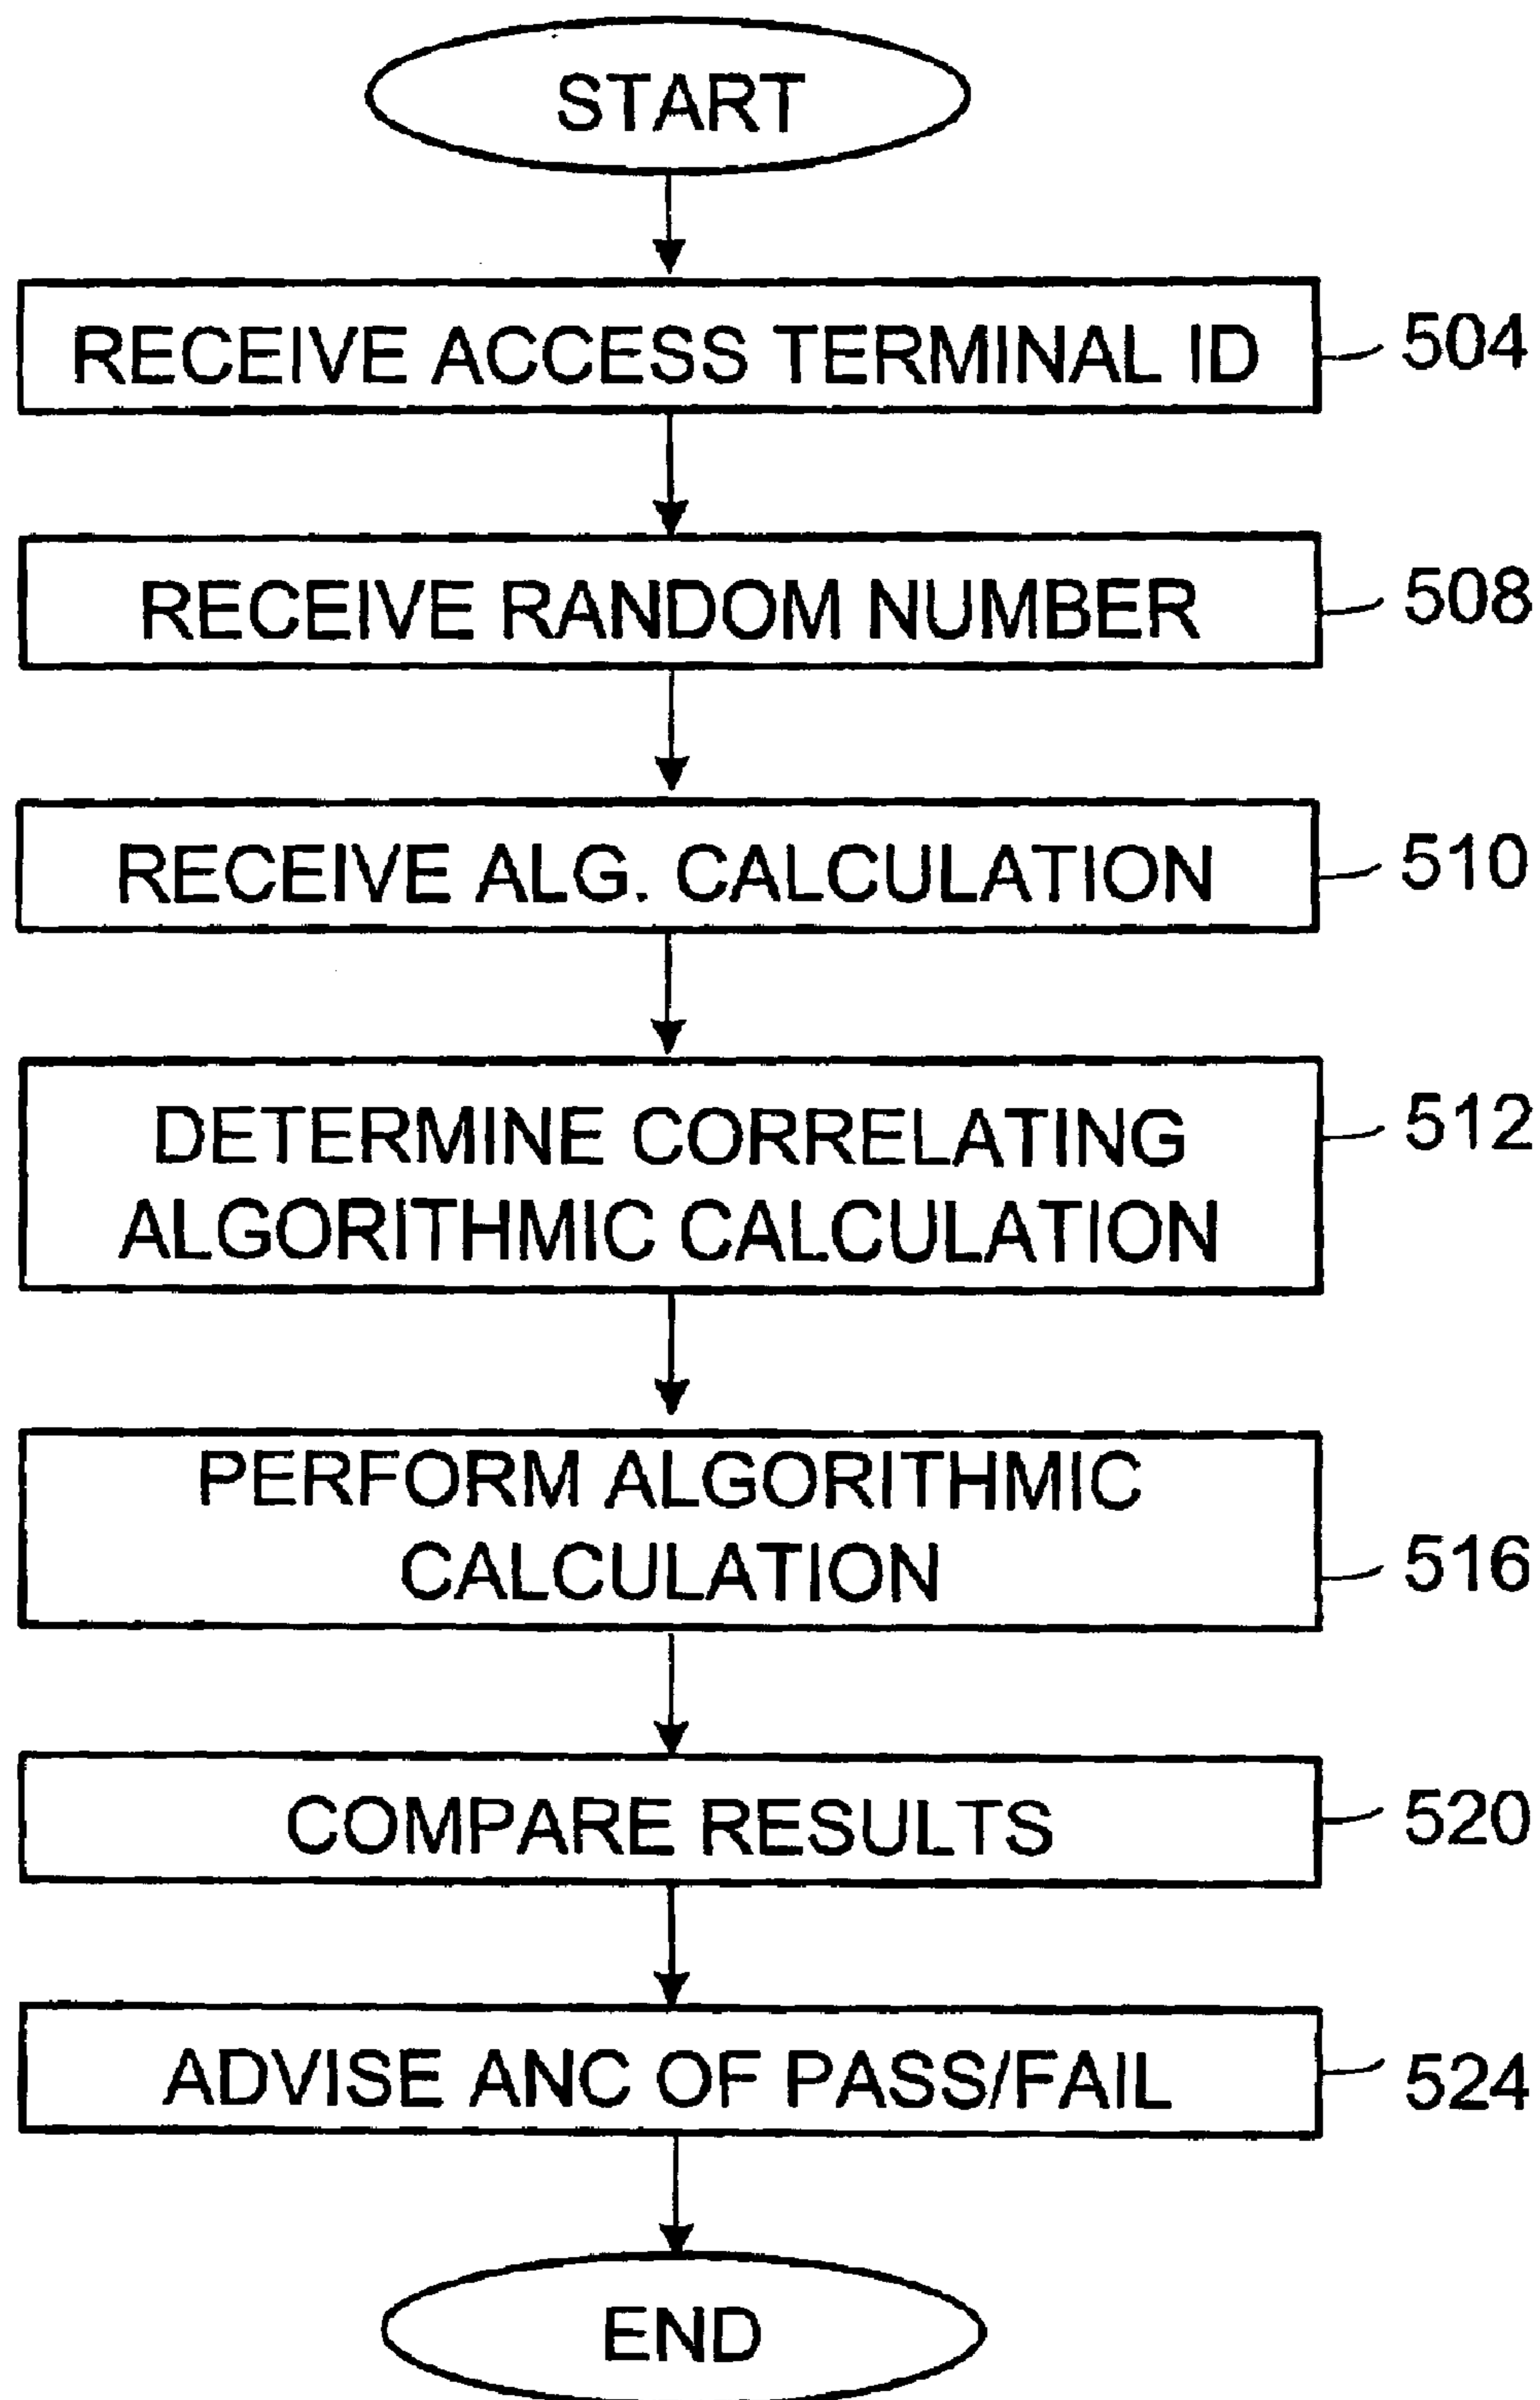 START
RECEIVE ACCESS TERMINAL ID
504
RECEIVE RANDOM NUMBER
508
RECEIVE ALG. CALCULATION
510
DETERMINE CORRELATING
ALGORITHMIC CALCULATION
512
PERFORM ALGORITHMIC
CALCULATION
516
COMPARE RESULTS
520
ADVISE ANC OF PASS/FAIL
524
END